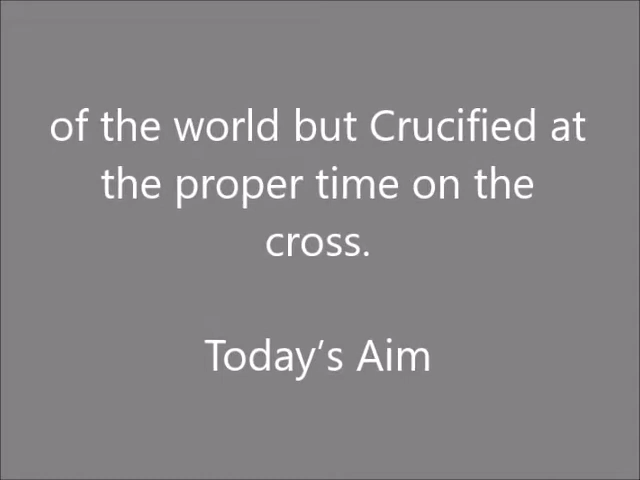 of the world but Crucified at
the proper time on the
cross.
Today’s Aim